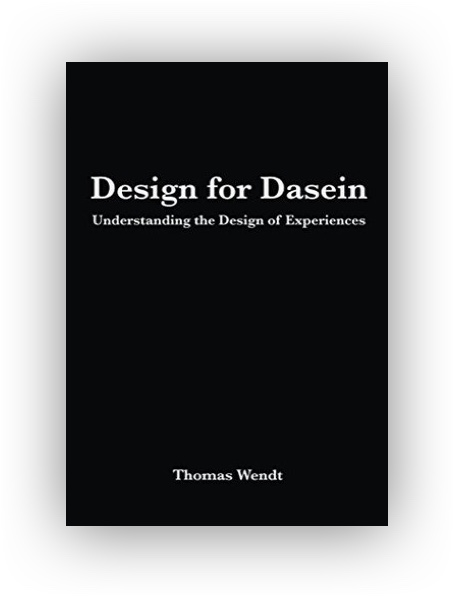 Design for Dasein
Understanding the Design of Experiences
Thomas Wendt